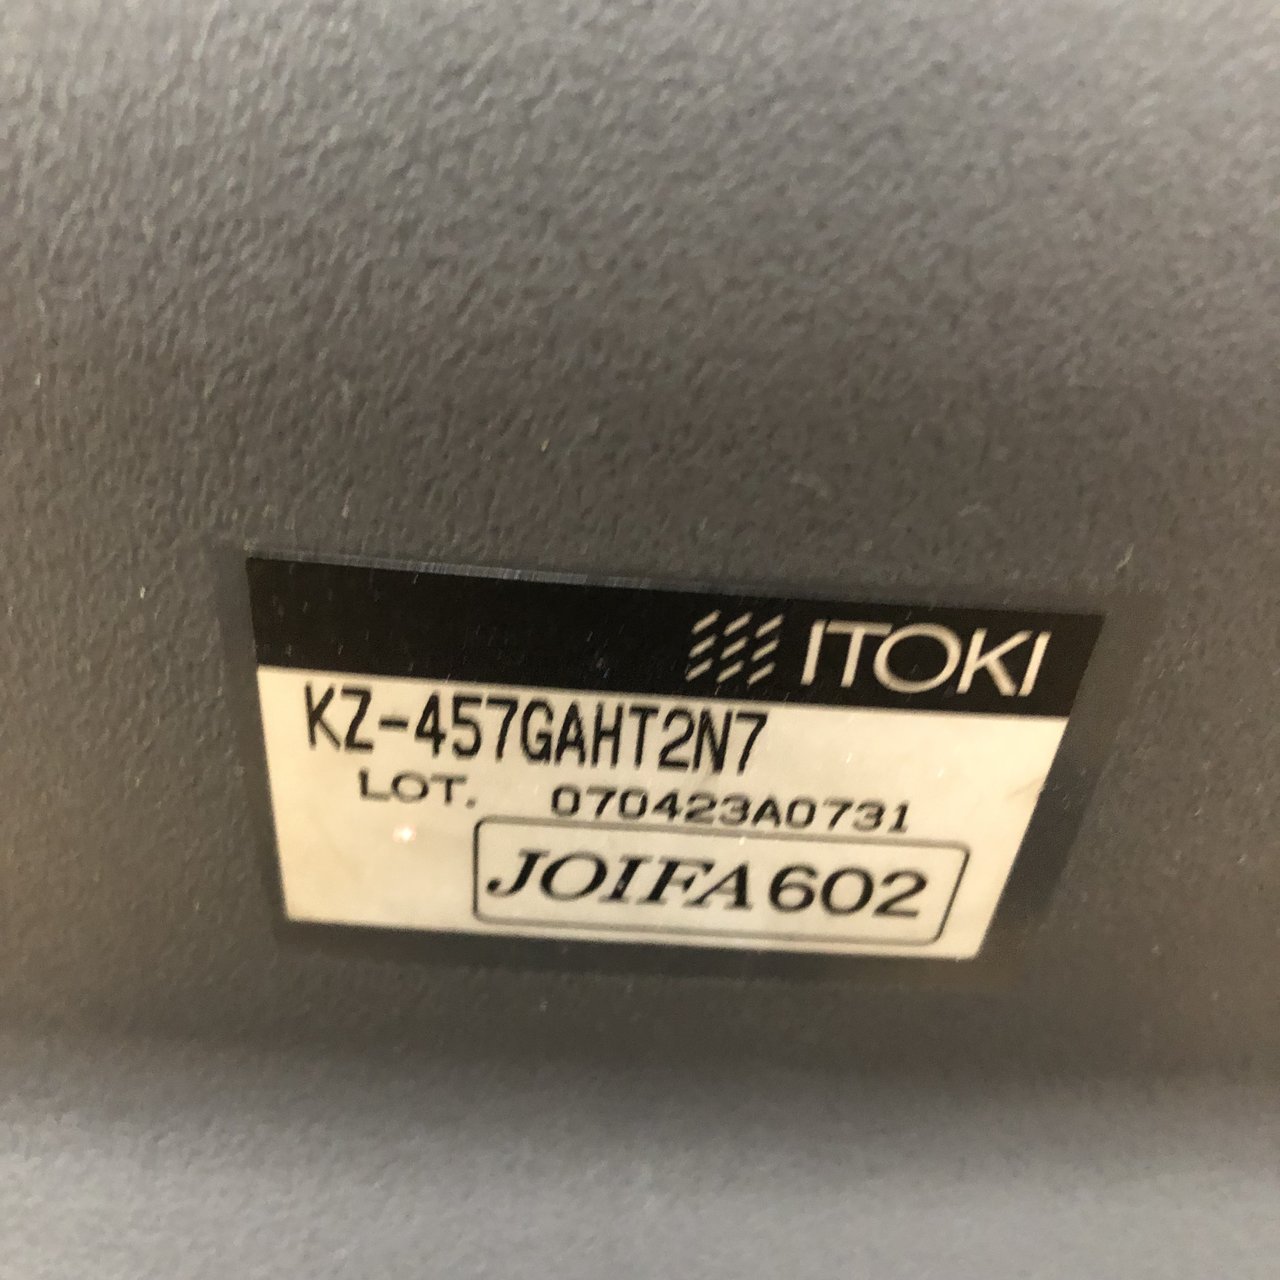 ITOKI
KZ-457GAHT2N7
LOT. 070423A0731
JOIFA602